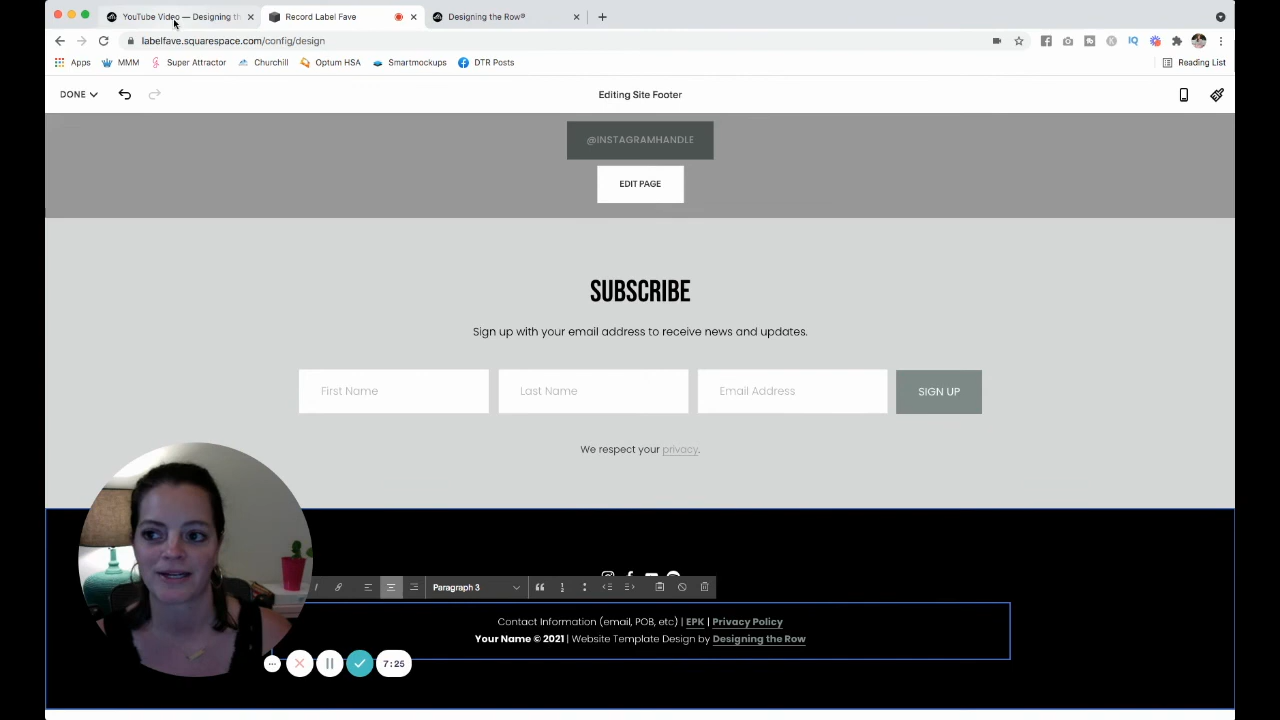 YouTube Video — Designing th
Record Label Fave
Designing the Row®
labelfave.squarespace.com/config/design
Apps
MMM
Super Attractor
Churchill
Optum HSA
Smartmockups
DTR Posts
Reading List
DONE
Editing Site Footer
@INSTAGRAMHANDLE
EDIT PAGE
SUBSCRIBE
Sign up with your email address to receive news and updates.
First Name
Last Name
Email Address
SIGN UP
We respect your privacy.
Paragraph 3
Contact Information (email, POB, etc) | EPK | Privacy Policy
Your Name © 2021 | Website Template Design by Designing the Row
7:25